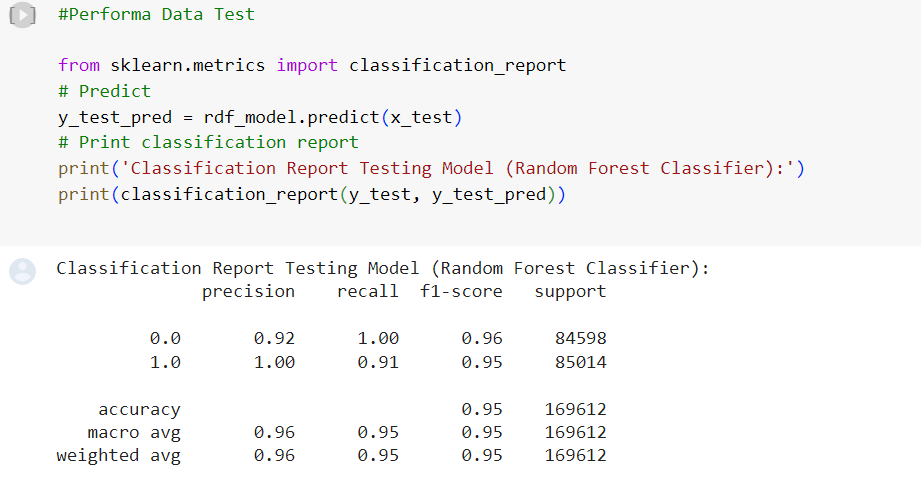 #Performa Data Test
from sklearn.metrics import classification_report
# Predict
y_test_pred = rdf_model.predict(x_test)
# Print classification report
print('Classification Report Testing Model (Random Forest Classifier):')
print(classification_report(y_test, y_test_pred))
Classification Report Testing Model (Random Forest Classifier):
precision recall f1-score support
0.0 0.92 1.00 0.96 84598
1.0 1.00 0.91 0.95 85014
accuracy 0.95 169612
macro avg 0.96 0.95 0.95 169612
weighted avg 0.96 0.95 0.95 169612